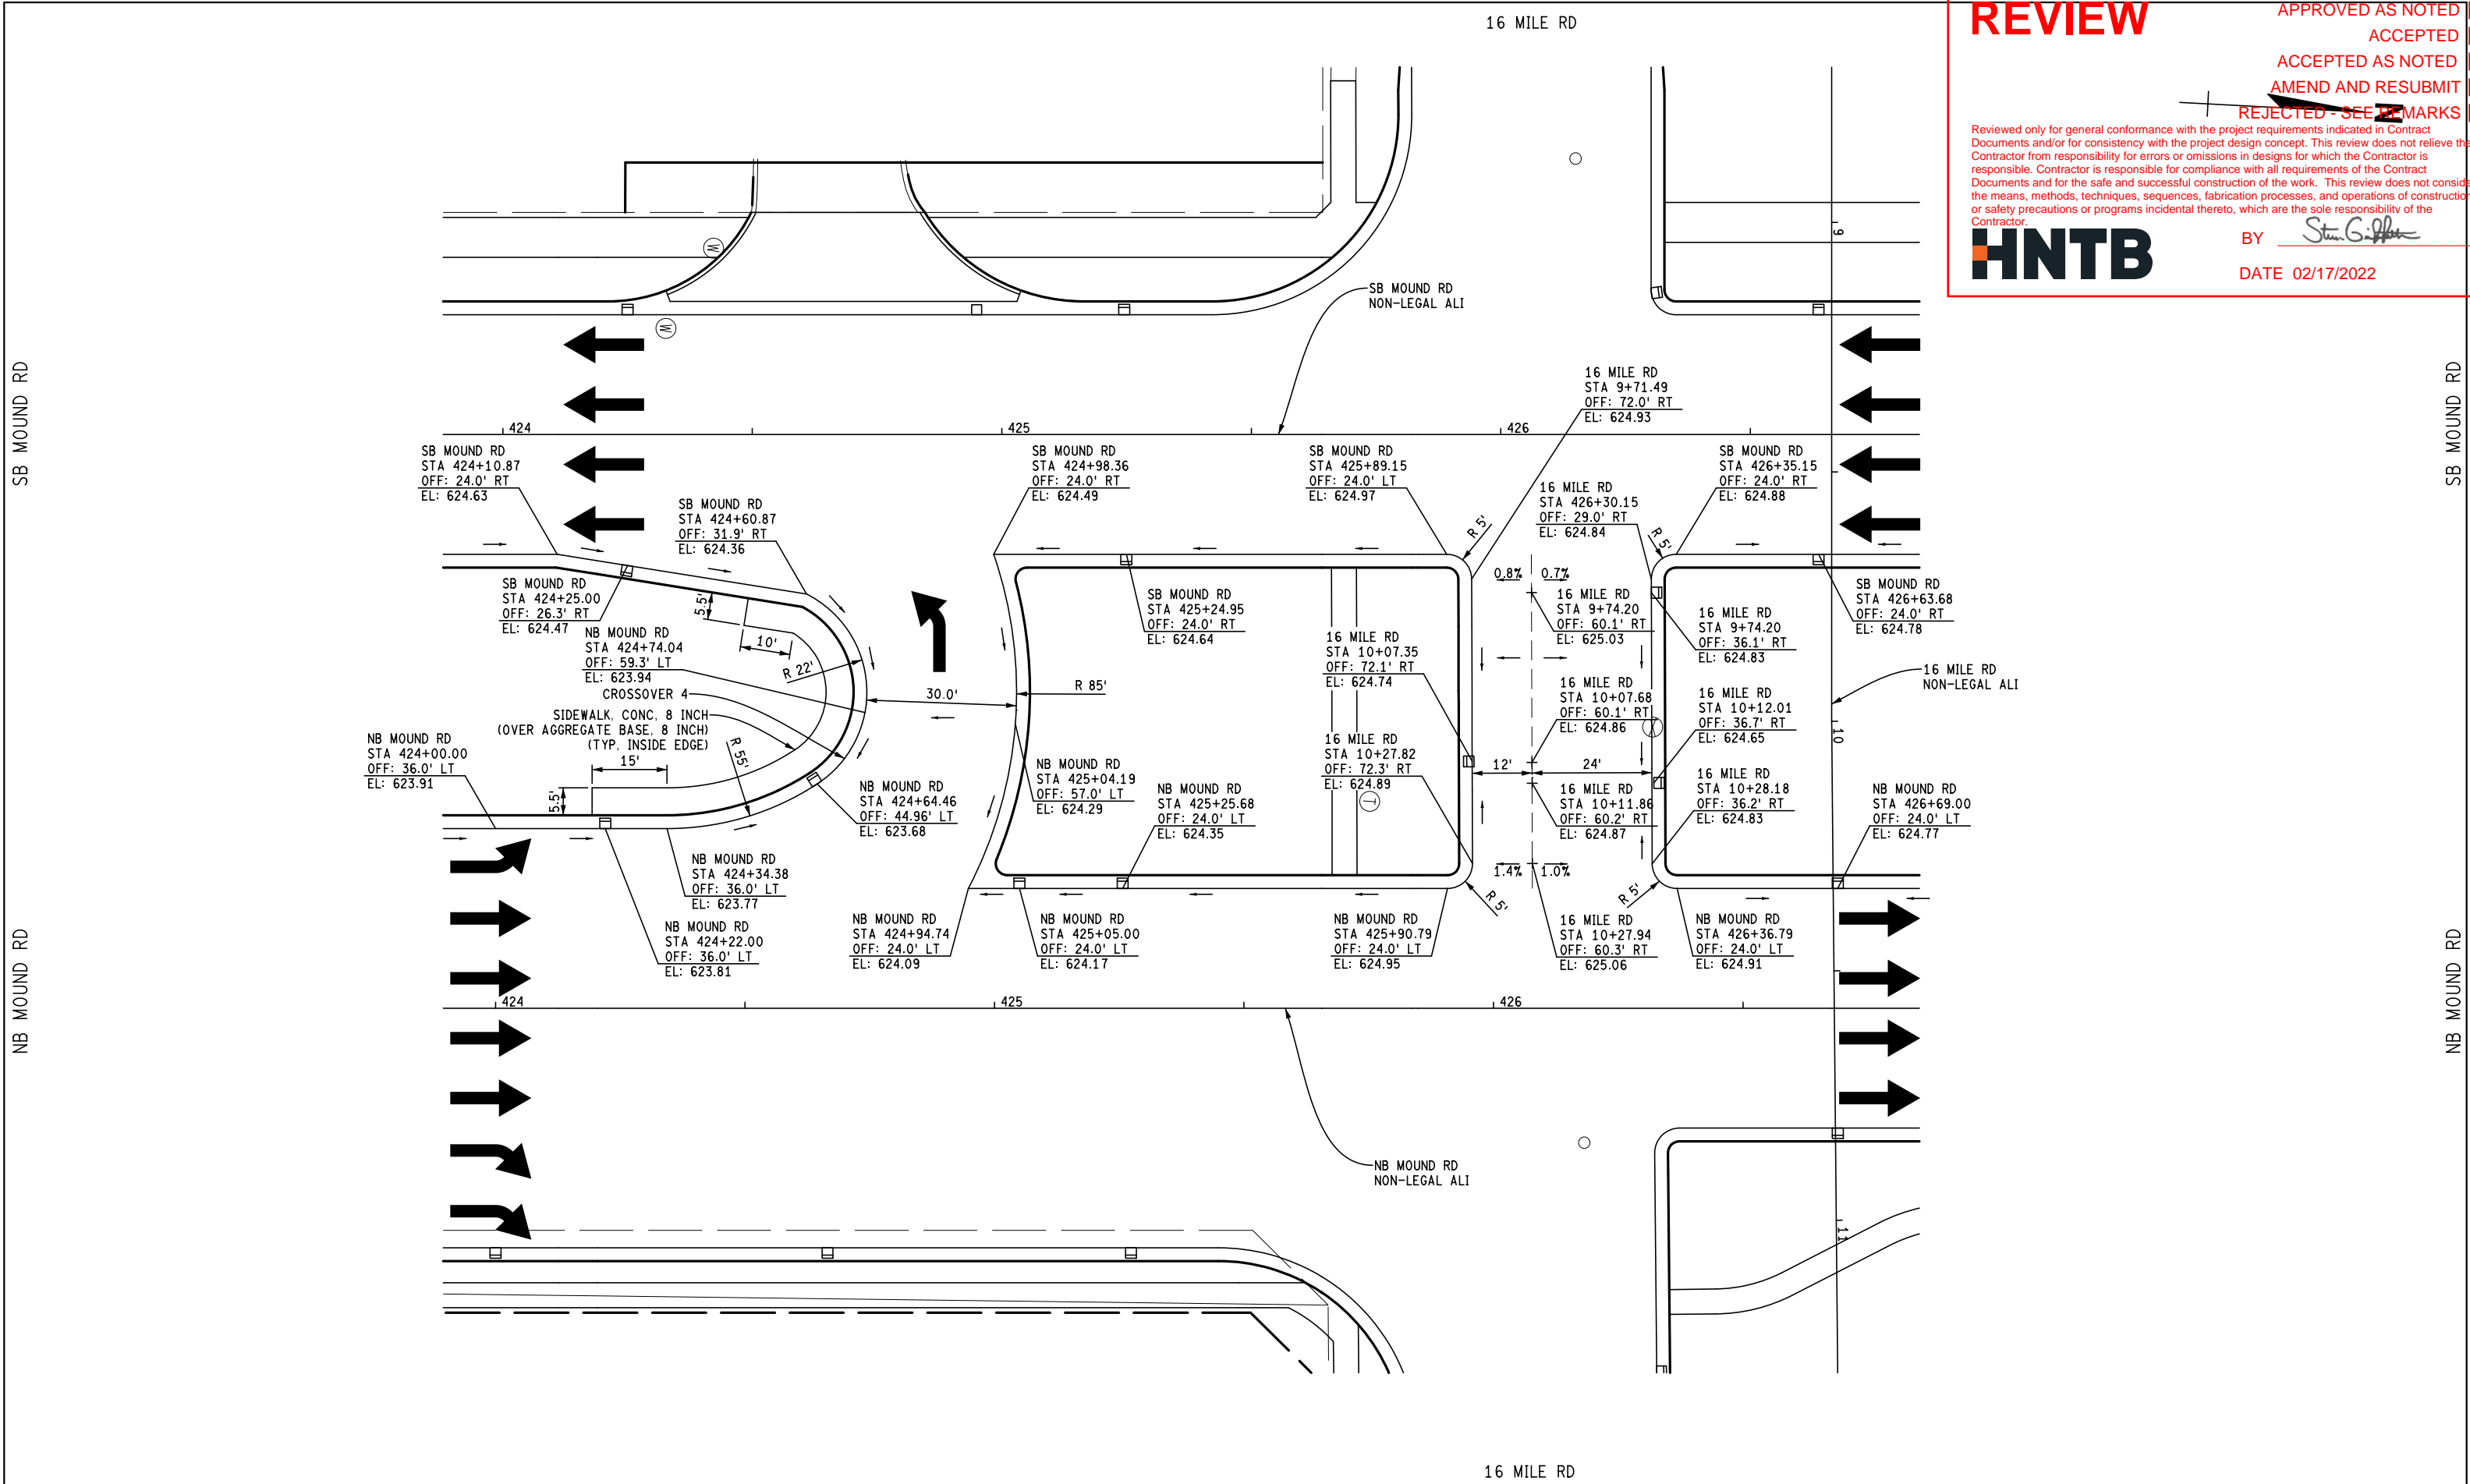 16 MILE RD
REVIEW
APPROVED AS NOTED
ACCEPTED
ACCEPTED AS NOTED
AMEND AND RESUBMIT
REJECTED - SEE REMARKS
N
Reviewed only for general conformance with the project requirements indicated in Contract
Documents and/or for consistency with the project design concept. This review does not relieve the
Contractor from responsibility for errors or omissions in designs for which the Contractor is
responsible. Contractor is responsible for compliance with all requirements of the Contract
Documents and for the safe and successful construction of the work. This review does not conside
the means, methods, techniques, sequences, fabrication processes, and operations of construction
or safety precautions or programs incidental thereto, which are the sole responsibility of the
Contractor.
HNTB
BY
DATE 02/17/2022
SB MOUND RD
NB MOUND RD
SB MOUND RD
NB MOUND RD
W
W
9
SB MOUND RD
NON-LEGAL ALI
424
425
426
16 MILE RD
STA 9+71.49
OFF: 72.0' RT
EL: 624.93
SB MOUND RD
STA 424+10.87
OFF: 24.0' RT
EL: 624.63
SB MOUND RD
STA 424+60.87
OFF: 31.9' RT
EL: 624.36
SB MOUND RD
STA 424+98.36
OFF: 24.0' RT
EL: 624.49
SB MOUND RD
STA 425+89.15
OFF: 24.0' LT
EL: 624.97
R 5'
16 MILE RD
STA 426+30.15
OFF: 29.0' RT
EL: 624.84
R 5'
SB MOUND RD
STA 426+35.15
OFF: 24.0' RT
EL: 624.88
SB MOUND RD
STA 424+25.00
OFF: 26.3' RT
EL: 624.47
5.5'
10'
R 22'
NB MOUND RD
STA 424+74.04
OFF: 59.3' LT
EL: 623.94
CROSSOVER 4
SIDEWALK, CONC, 8 INCH
(OVER AGGREGATE BASE, 8 INCH)
(TYP, INSIDE EDGE)
15'
5.5'
R 55'
30.0'
R 85'
SB MOUND RD
STA 425+24.95
OFF: 24.0' RT
EL: 624.64
0.8%
0.7%
16 MILE RD
STA 9+74.20
OFF: 60.1' RT
EL: 625.03
16 MILE RD
STA 9+74.20
OFF: 36.1' RT
EL: 624.83
SB MOUND RD
STA 426+63.68
OFF: 24.0' RT
EL: 624.78
16 MILE RD
STA 10+07.35
OFF: 72.1' RT
EL: 624.74
16 MILE RD
STA 10+07.68
OFF: 60.1' RT
EL: 624.86
16 MILE RD
STA 10+12.01
OFF: 36.7' RT
EL: 624.65
16 MILE RD
NON-LEGAL ALI
10
NB MOUND RD
STA 424+00.00
OFF: 36.0' LT
EL: 623.91
NB MOUND RD
STA 424+64.46
OFF: 44.96' LT
EL: 623.68
NB MOUND RD
STA 425+04.19
OFF: 57.0' LT
EL: 624.29
NB MOUND RD
STA 425+25.68
OFF: 24.0' LT
EL: 624.35
16 MILE RD
STA 10+27.82
OFF: 72.3' RT
EL: 624.89
T
12'
24'
16 MILE RD
STA 10+11.86
OFF: 60.2' RT
EL: 624.87
16 MILE RD
STA 10+28.18
OFF: 36.2' RT
EL: 624.83
NB MOUND RD
STA 426+69.00
OFF: 24.0' LT
EL: 624.77
1.4%
1.0%
R 5'
R 5'
NB MOUND RD
STA 424+34.38
OFF: 36.0' LT
EL: 623.77
NB MOUND RD
STA 424+22.00
OFF: 36.0' LT
EL: 623.81
NB MOUND RD
STA 424+94.74
OFF: 24.0' LT
EL: 624.09
NB MOUND RD
STA 425+05.00
OFF: 24.0' LT
EL: 624.17
NB MOUND RD
STA 425+90.79
OFF: 24.0' LT
EL: 624.95
16 MILE RD
STA 10+27.94
OFF: 60.3' RT
EL: 625.06
NB MOUND RD
STA 426+36.79
OFF: 24.0' LT
EL: 624.91
424
425
426
NB MOUND RD
NON-LEGAL ALI
11
16 MILE RD